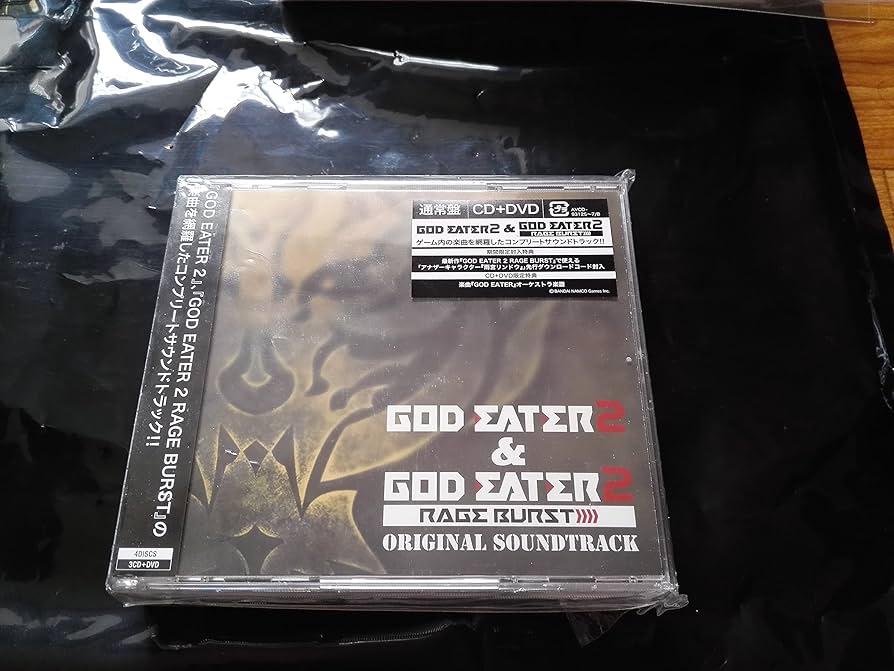 『GOD EATER 2』、『GOD EATER 2 RAGE BURST』の
楽曲を網羅したコンプリートサウンドトラック!!
4DISCS
3CD+DVD
通常盤 CD+DVD
AVCD-
93125~7/B
GOD EATER 2 & GOD EATER 2
RAGE BURST
ゲーム内の楽曲を網羅したコンプリートサウンドトラック!!
期間限定封入特典
最新作『GOD EATER 2 RAGE BURST』で使える
「アナザーキャラクター『雨宮リンドウ』」先行ダウンロードコード封入
CD+DVD限定特典
楽曲『GOD EATER』オーケストラ楽譜
©BANDAI NAMCO Games Inc.
GOD EATER 2
&
GOD EATER 2
RAGE BURST
ORIGINAL SOUNDTRACK